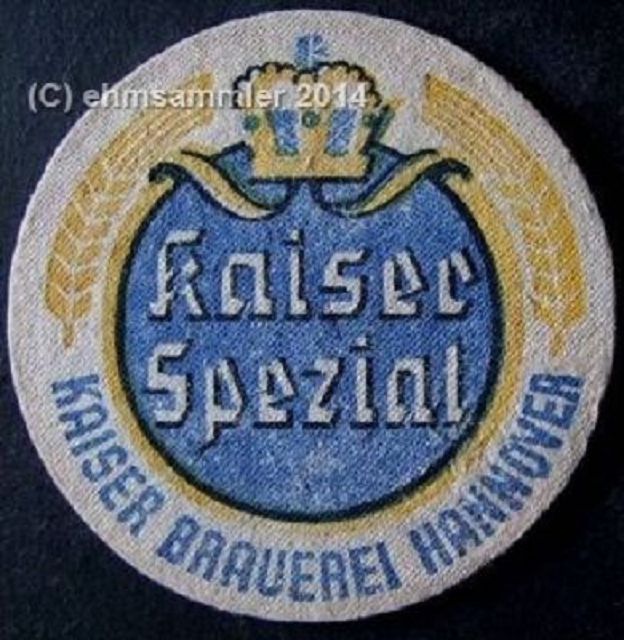 (C) ehmsammler 2014
Kaiser
Spezial
KAISER BRAUEREI HANNOVER